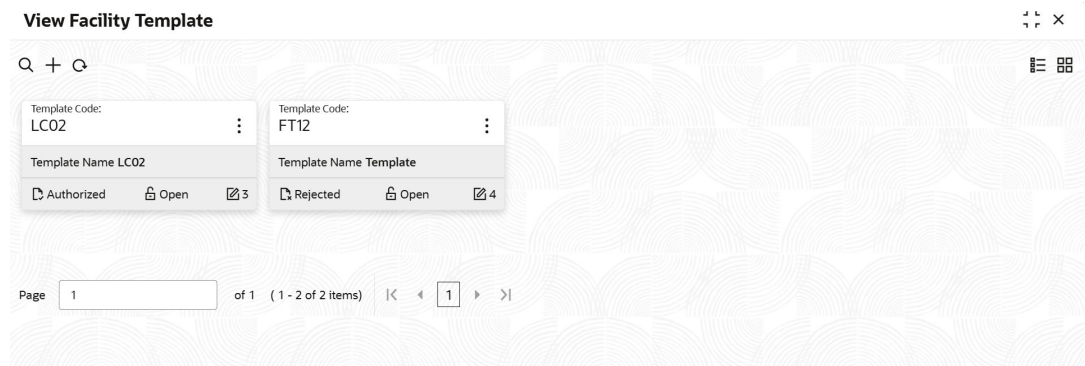 View Facility Template
Template Code:
LC02
Template Name LC02
Authorized Open 3
Template Code:
FT12
Template Name Template
Rejected Open 4
Page 1 of 1 ( 1 - 2 of 2 items) 1